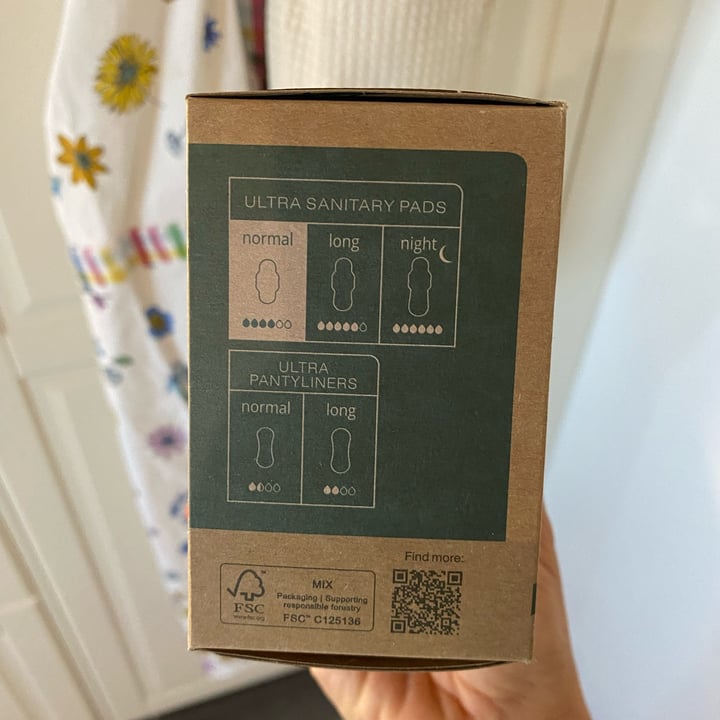 ULTRA SANITARY PADS
normal long night
ULTRA
PANTYLINERS
normal long
Find more:
FSC
www.fsc.org
MIX
Packaging | Supporting
responsible forestry
FSC™ C125136